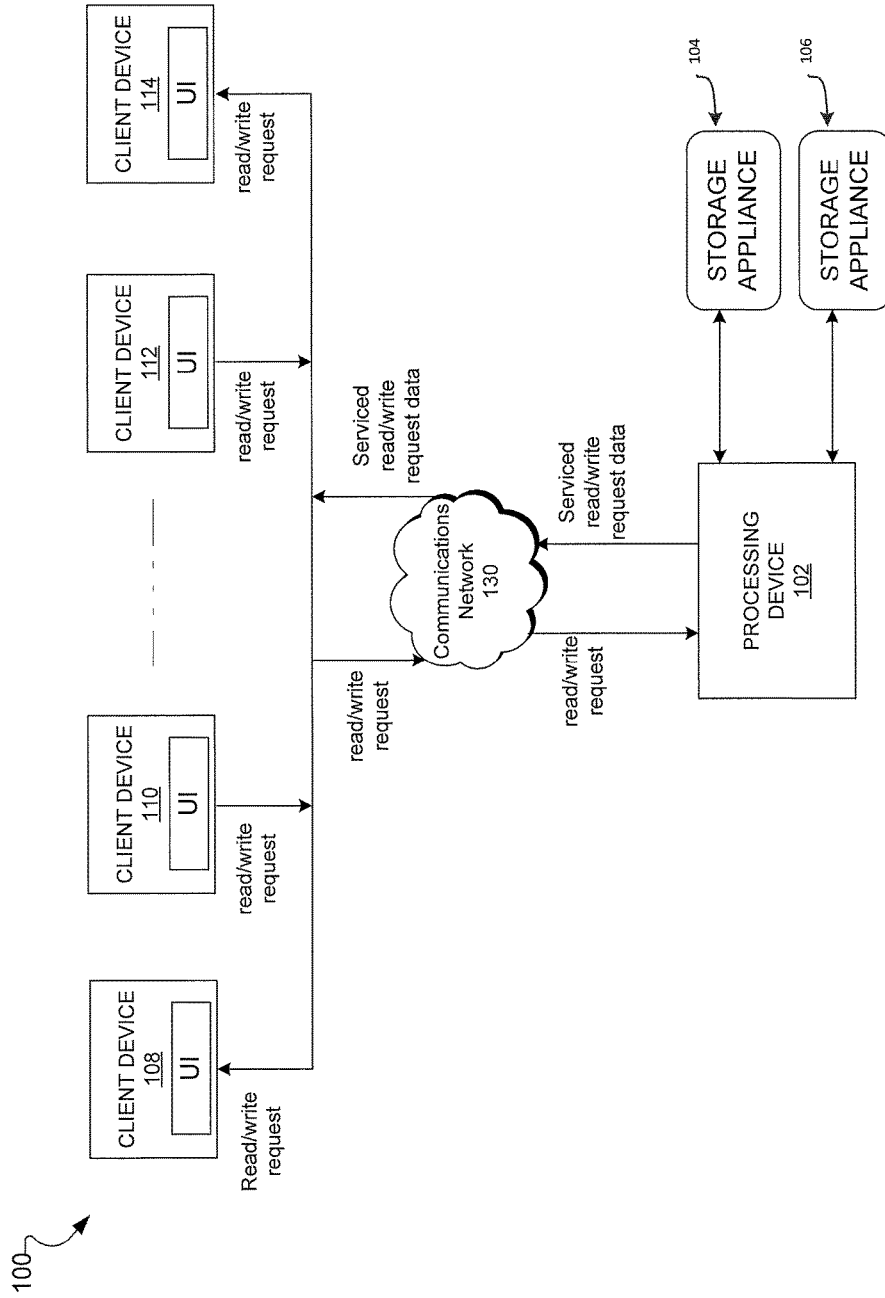 100
CLIENT DEVICE
108
UI
Read/write
request
CLIENT DEVICE
110
UI
read/write
request
CLIENT DEVICE
112
UI
read/write
request
CLIENT DEVICE
114
UI
read/write
request
read/write
request
Serviced
read/write
request data
Communications
Network
130
read/write
request
Serviced
read/write
request data
PROCESSING
DEVICE
102
STORAGE
APPLIANCE
104
STORAGE
APPLIANCE
106